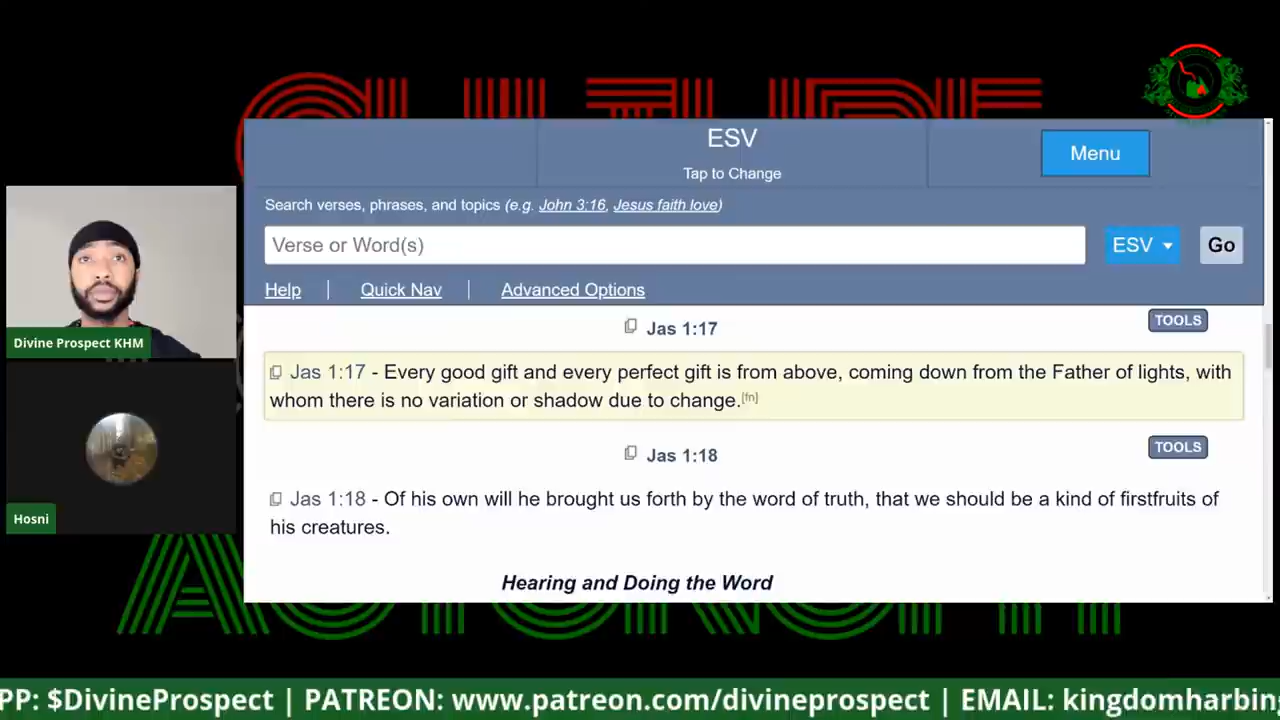 ESV
Tap to Change
Menu
Search verses, phrases, and topics (e.g. John 3:16, Jesus faith love)
Verse or Word(s)
ESV
Go
Help | Quick Nav | Advanced Options
Jas 1:17
TOOLS
Jas 1:17 - Every good gift and every perfect gift is from above, coming down from the Father of lights, with
whom there is no variation or shadow due to change.[fn]
Jas 1:18
TOOLS
Jas 1:18 - Of his own will he brought us forth by the word of truth, that we should be a kind of firstfruits of
his creatures.
Hearing and Doing the Word
Divine Prospect KHM
Hosni
PP: $DivineProspect | PATREON: www.patreon.com/divineprospect | EMAIL: kingdomharbing